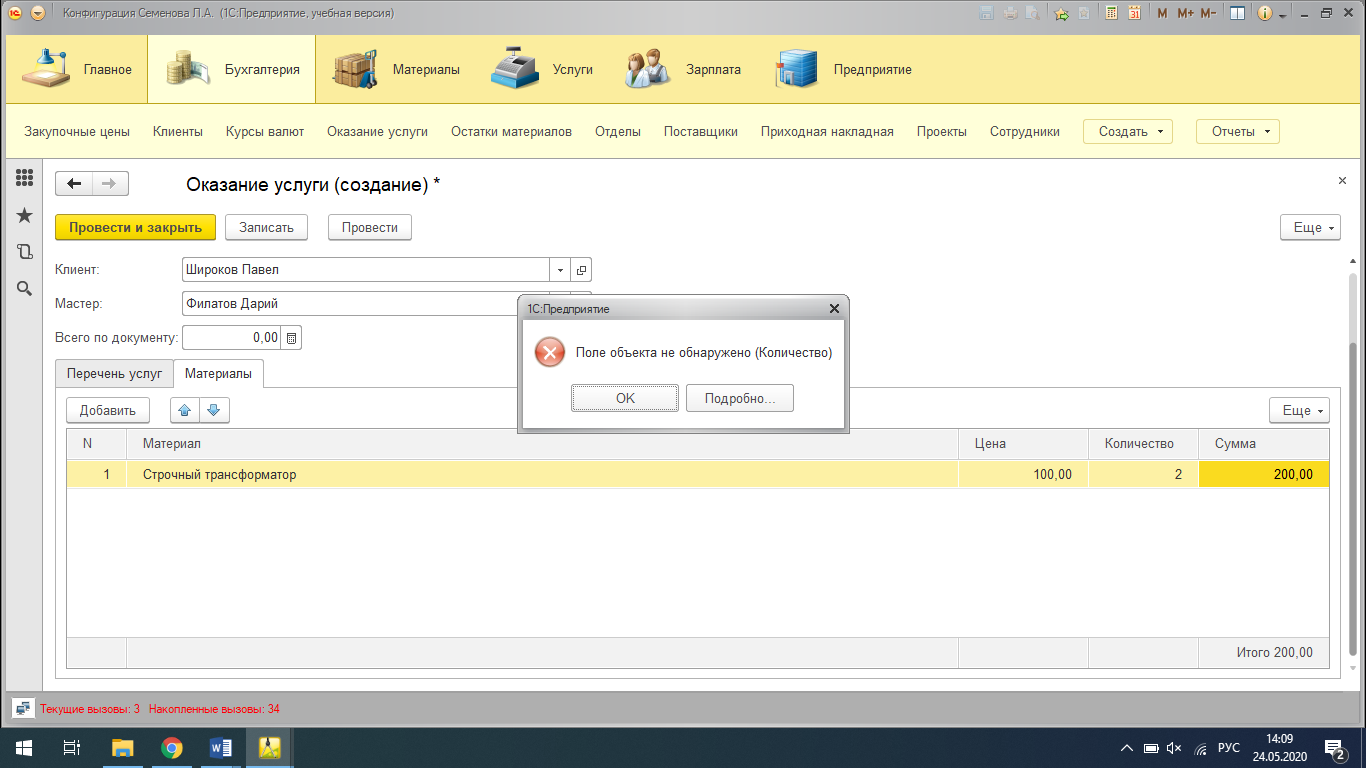 Конфигурация Семенова Л.А. (1С:Предприятие, учебная версия)
M M+ M-
Главное Бухгалтерия Материалы Услуги Зарплата Предприятие
Закупочные цены Клиенты Курсы валют Оказание услуги Остатки материалов Отделы Поставщики Приходная накладная Проекты Сотрудники Создать Отчеты
Оказание услуги (создание) *
Провести и закрыть Записать Провести Еще
Клиент: Широков Павел
Мастер: Филатов Дарий
Всего по документу: 0,00
1С:Предприятие
Поле объекта не обнаружено (Количество)
OK Подробно...
Перечень услуг Материалы
Добавить Еще
N Материал Цена Количество Сумма
1 Строчный трансформатор 100,00 2 200,00
Итого 200,00
Текущие вызовы: 3 Накопленные вызовы: 34
РУС
14:09
24.05.2020
2